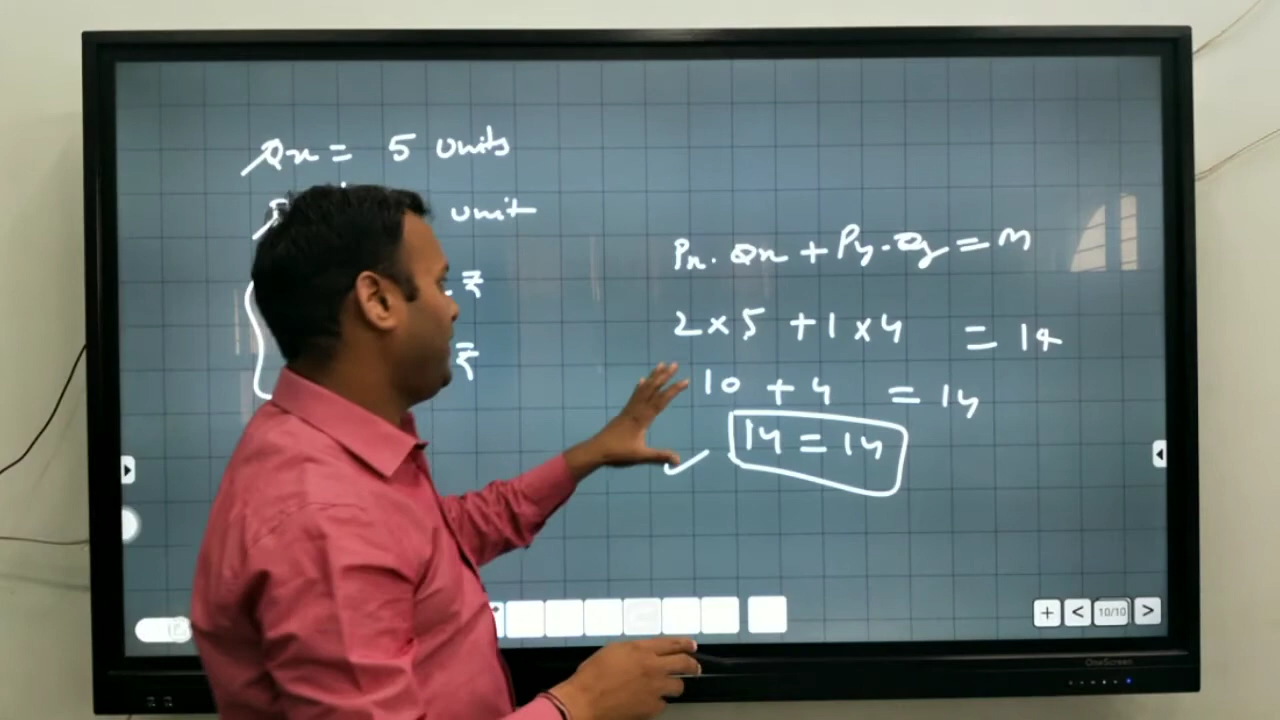 Qx = 5 units
unit
. ₹
₹
Px. Qx + Py. Qy = M
2 × 5 + 1 × 4 = 14
10 + 4 = 14
14 = 14
10/10
OneScreen